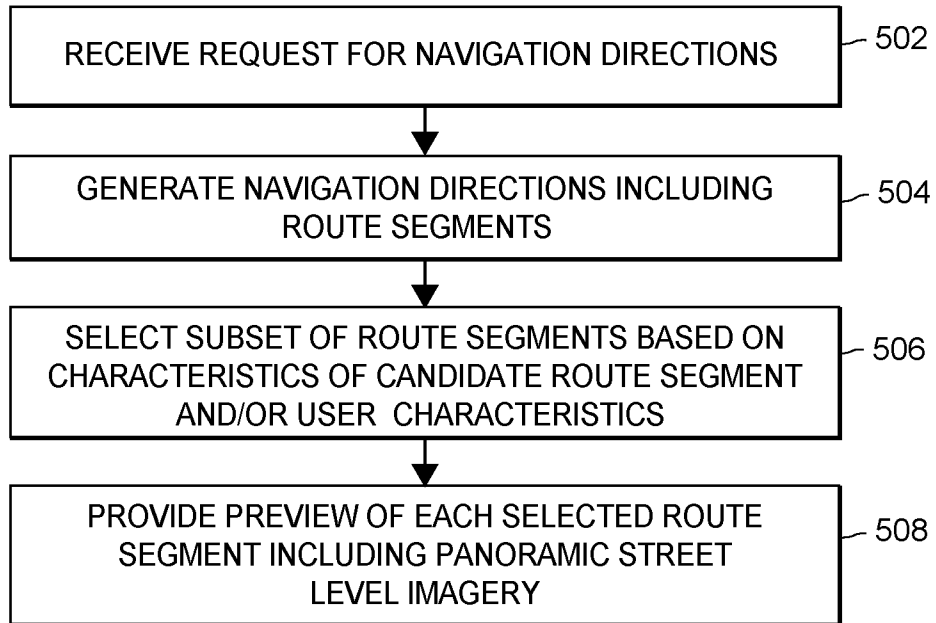 RECEIVE REQUEST FOR NAVIGATION DIRECTIONS
502
GENERATE NAVIGATION DIRECTIONS INCLUDING
ROUTE SEGMENTS
504
SELECT SUBSET OF ROUTE SEGMENTS BASED ON
CHARACTERISTICS OF CANDIDATE ROUTE SEGMENT
AND/OR USER CHARACTERISTICS
506
PROVIDE PREVIEW OF EACH SELECTED ROUTE
SEGMENT INCLUDING PANORAMIC STREET
LEVEL IMAGERY
508